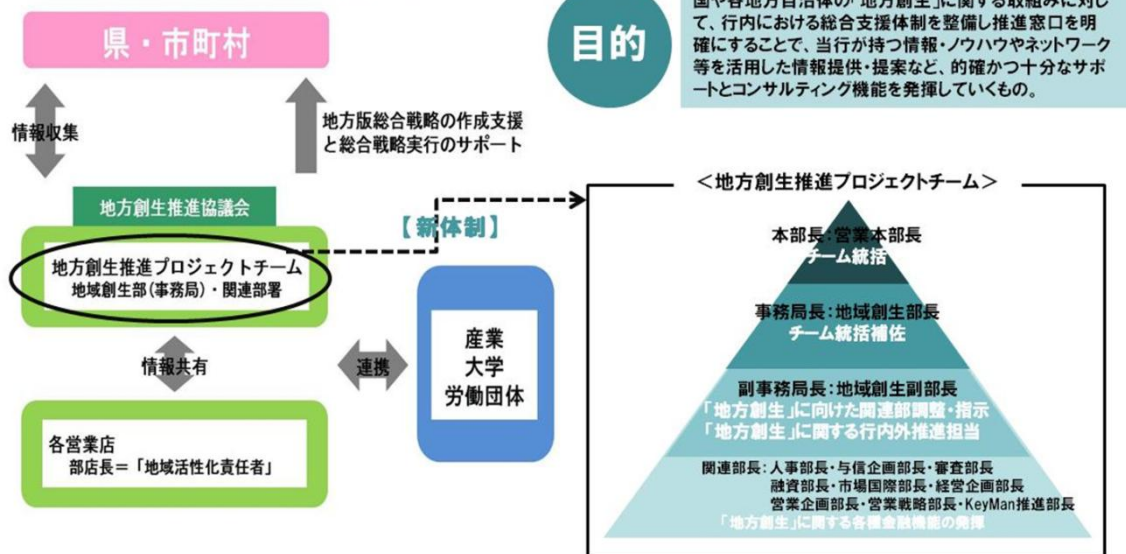 県・市町村
目的
国や各地方自治体の「地方創生」に関する取組みに対し
て、行内における総合支援体制を整備し推進窓口を明
確にすることで、当行が持つ情報・ノウハウやネットワーク
等を活用した情報提供・提案など、的確かつ十分なサポ
ートとコンサルティング機能を発揮していくもの。
情報収集
地方版総合戦略の作成支援
と総合戦略実行のサポート
地方創生推進協議会
【新体制】
地方創生推進プロジェクトチーム
地域創生部(事務局)・関連部署
情報共有
連携
産業
大学
労働団体
各営業店
部店長=「地域活性化責任者」
<地方創生推進プロジェクトチーム>
本部長:営業本部長
チーム統括
事務局長:地域創生部長
チーム統括補佐
副事務局長:地域創生副部長
「地方創生」に向けた関連部調整・指示
「地方創生」に関する行内外推進担当
関連部長:人事部長・与信企画部長・審査部長
融資部長・市場国際部長・経営企画部長
営業企画部長・営業戦略部長・KeyMan推進部長
「地方創生」に関する各種金融機能の発揮